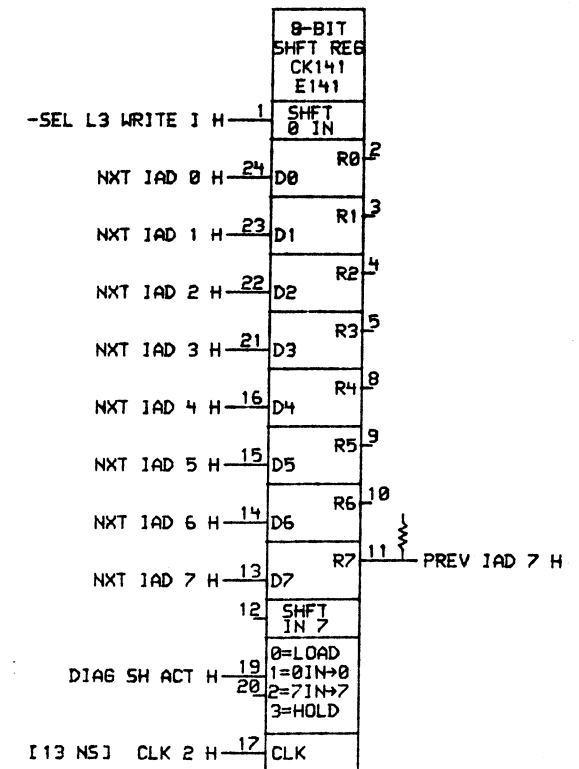 8-BIT
SHFT REG
CK141
E141
-SEL L3 WRITE I H 1 SHFT
0 IN
R0 2
NXT IAD 0 H 24 D0
R1 3
NXT IAD 1 H 23 D1
R2 4
NXT IAD 2 H 22 D2
R3 5
NXT IAD 3 H 21 D3
R4 8
NXT IAD 4 H 16 D4
R5 9
NXT IAD 5 H 15 D5
R6 10
NXT IAD 6 H 14 D6
R7 11 PREV IAD 7 H
NXT IAD 7 H 13 D7
12 SHFT
IN 7
0=LOAD
DIAG SH ACT H 19 1=0IN→0
20 2=7IN→7
3=HOLD
[13 NS] CLK 2 H 17 CLK